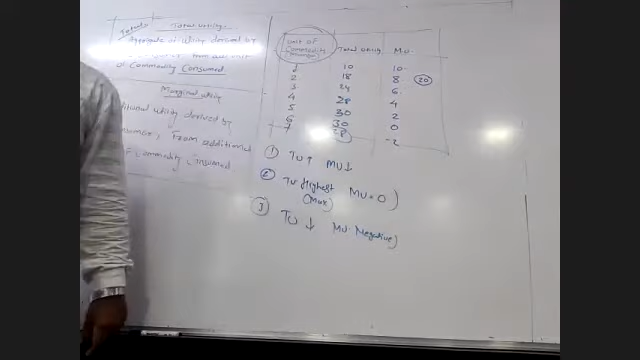 Total Utility
Aggregate of utility derived by
of Commodity Consumed
Marginal utility
utility derived by
From additional
Commodity Consumed
Unit of
Commodity
Total Utility
MU
1 10 10
2 18 8 20
3 24 6
4 28 4
5 30 2
6 30 0
7 28 -2
① TU↑ MU↓
② TU Highest MU = 0
(Max)
③ TU ↓ MU Negative